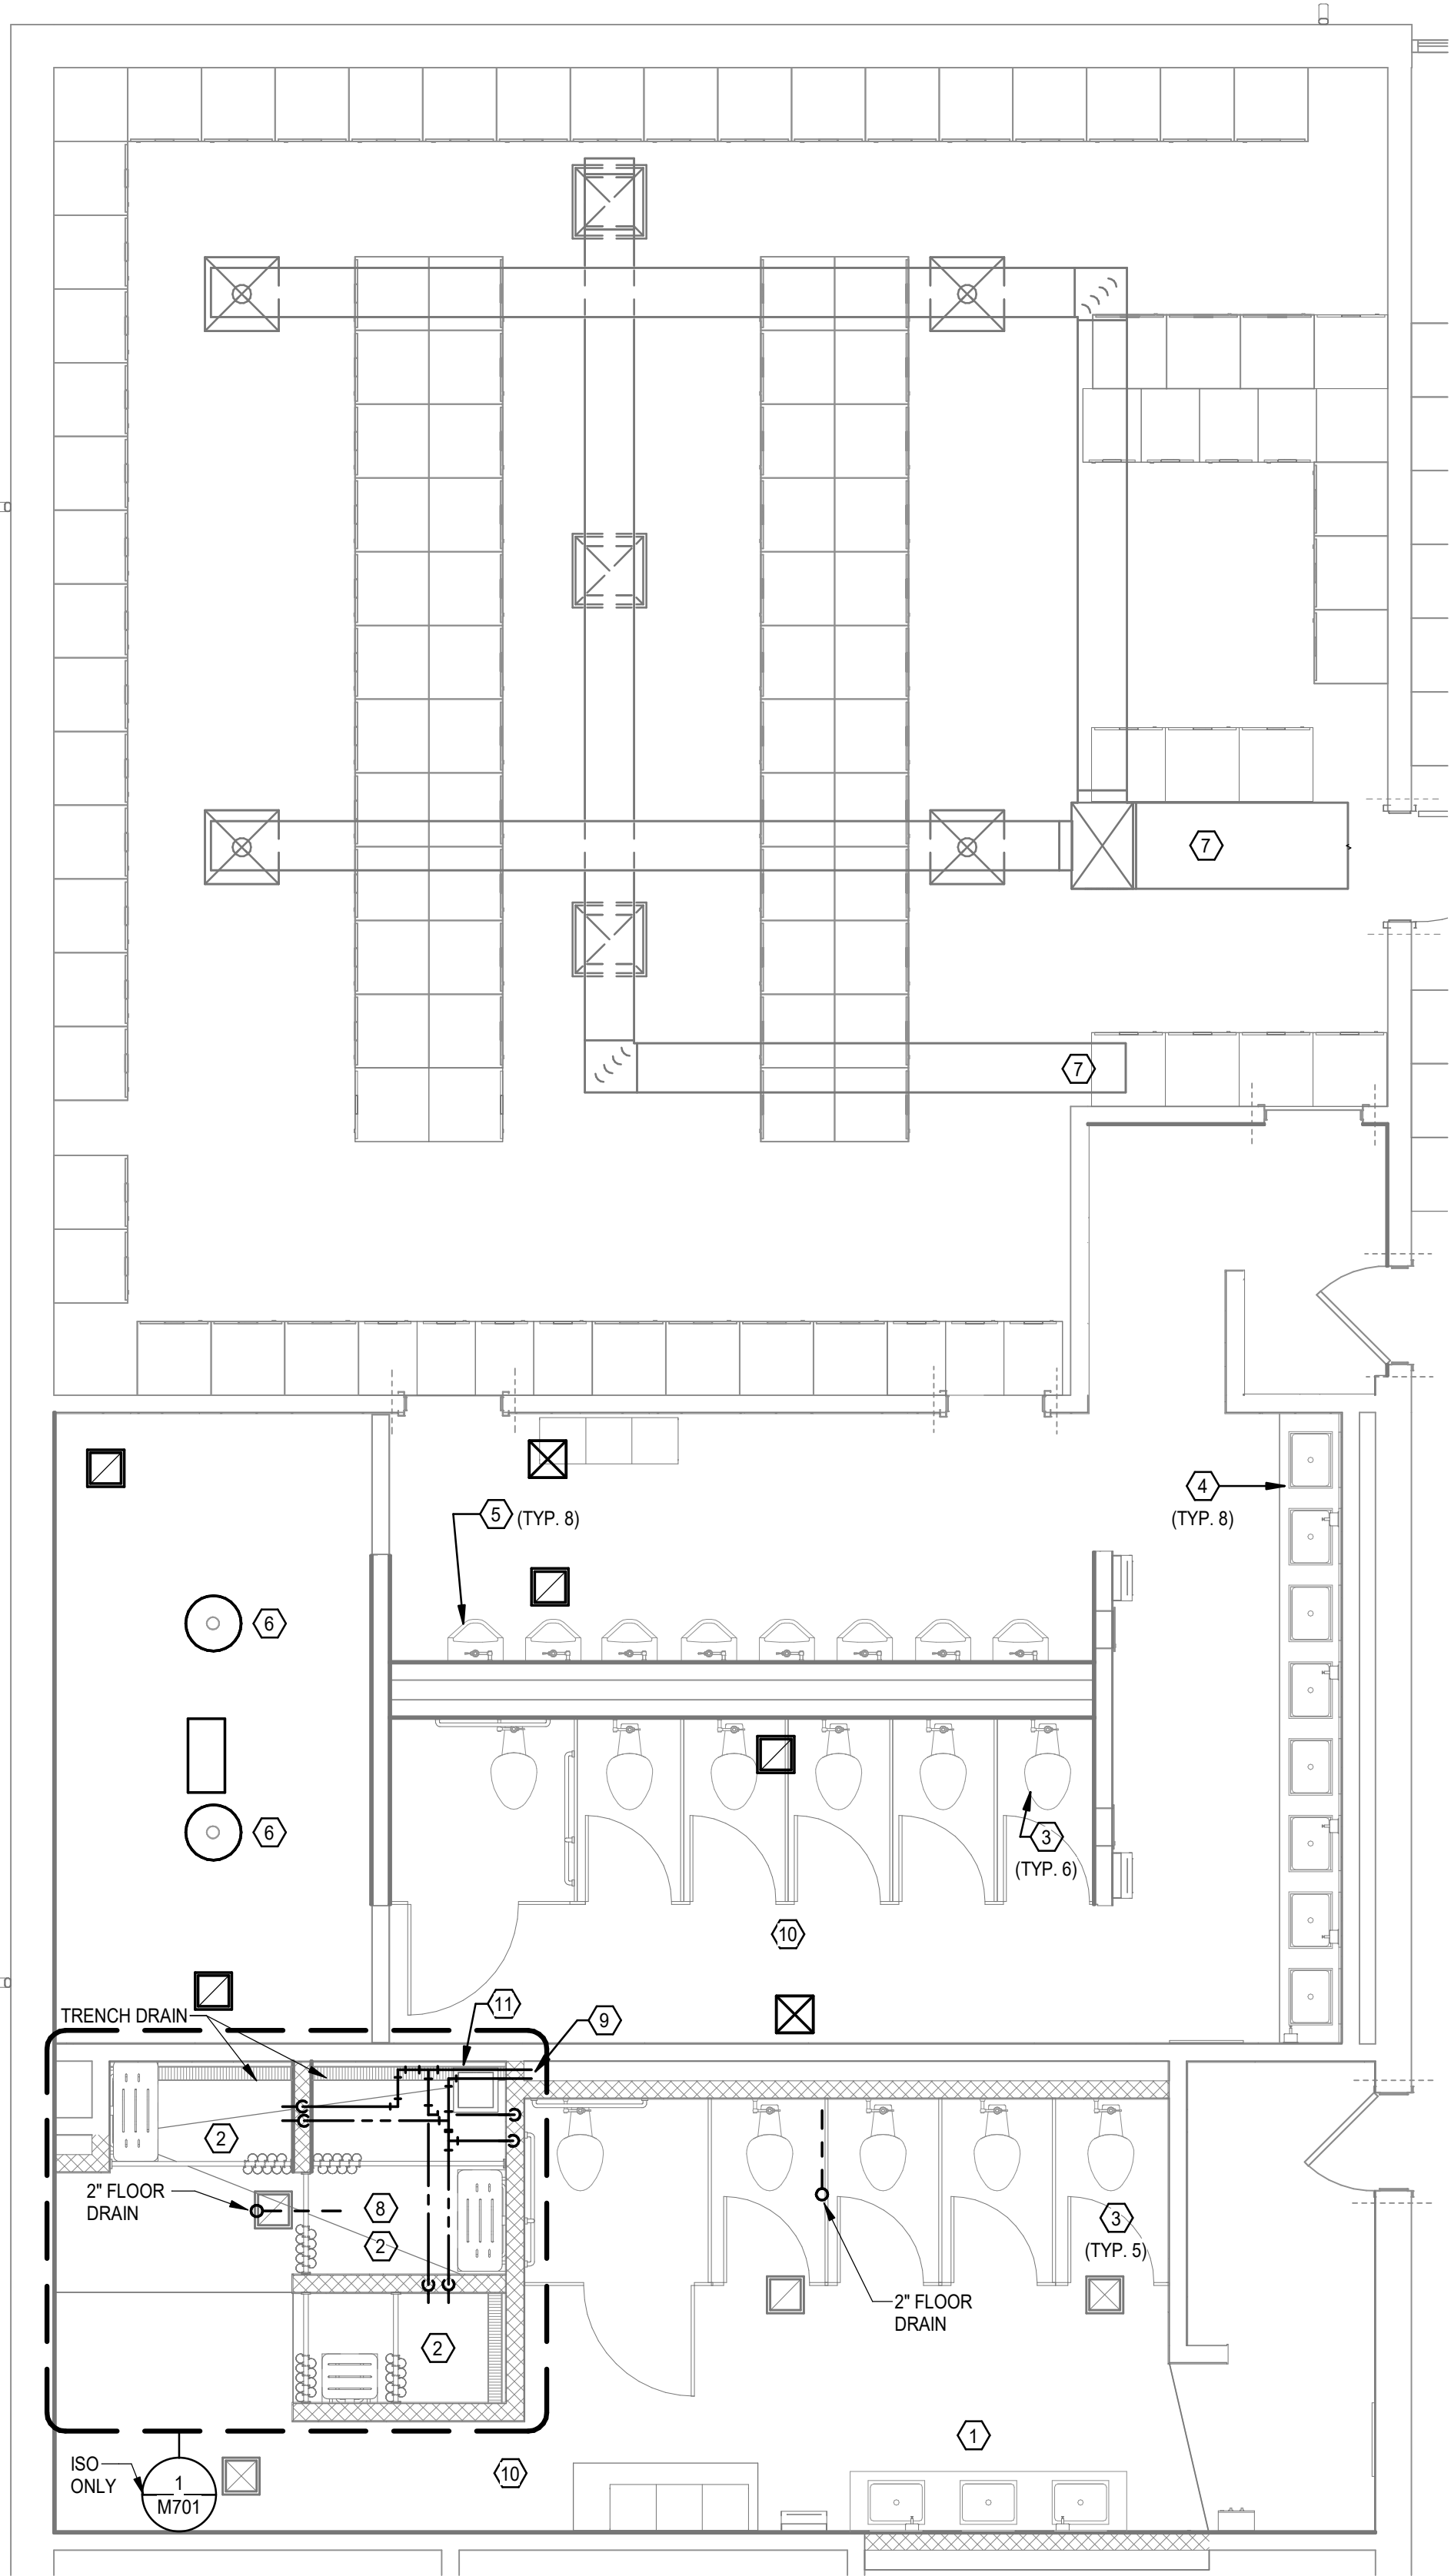 7
7
5 (TYP. 8)
4
(TYP. 8)
6
6
3
(TYP. 6)
10
TRENCH DRAIN
11
9
2
2" FLOOR
DRAIN
8
2
3
(TYP. 5)
2" FLOOR
DRAIN
2
1
ISO
ONLY
1
M701
10